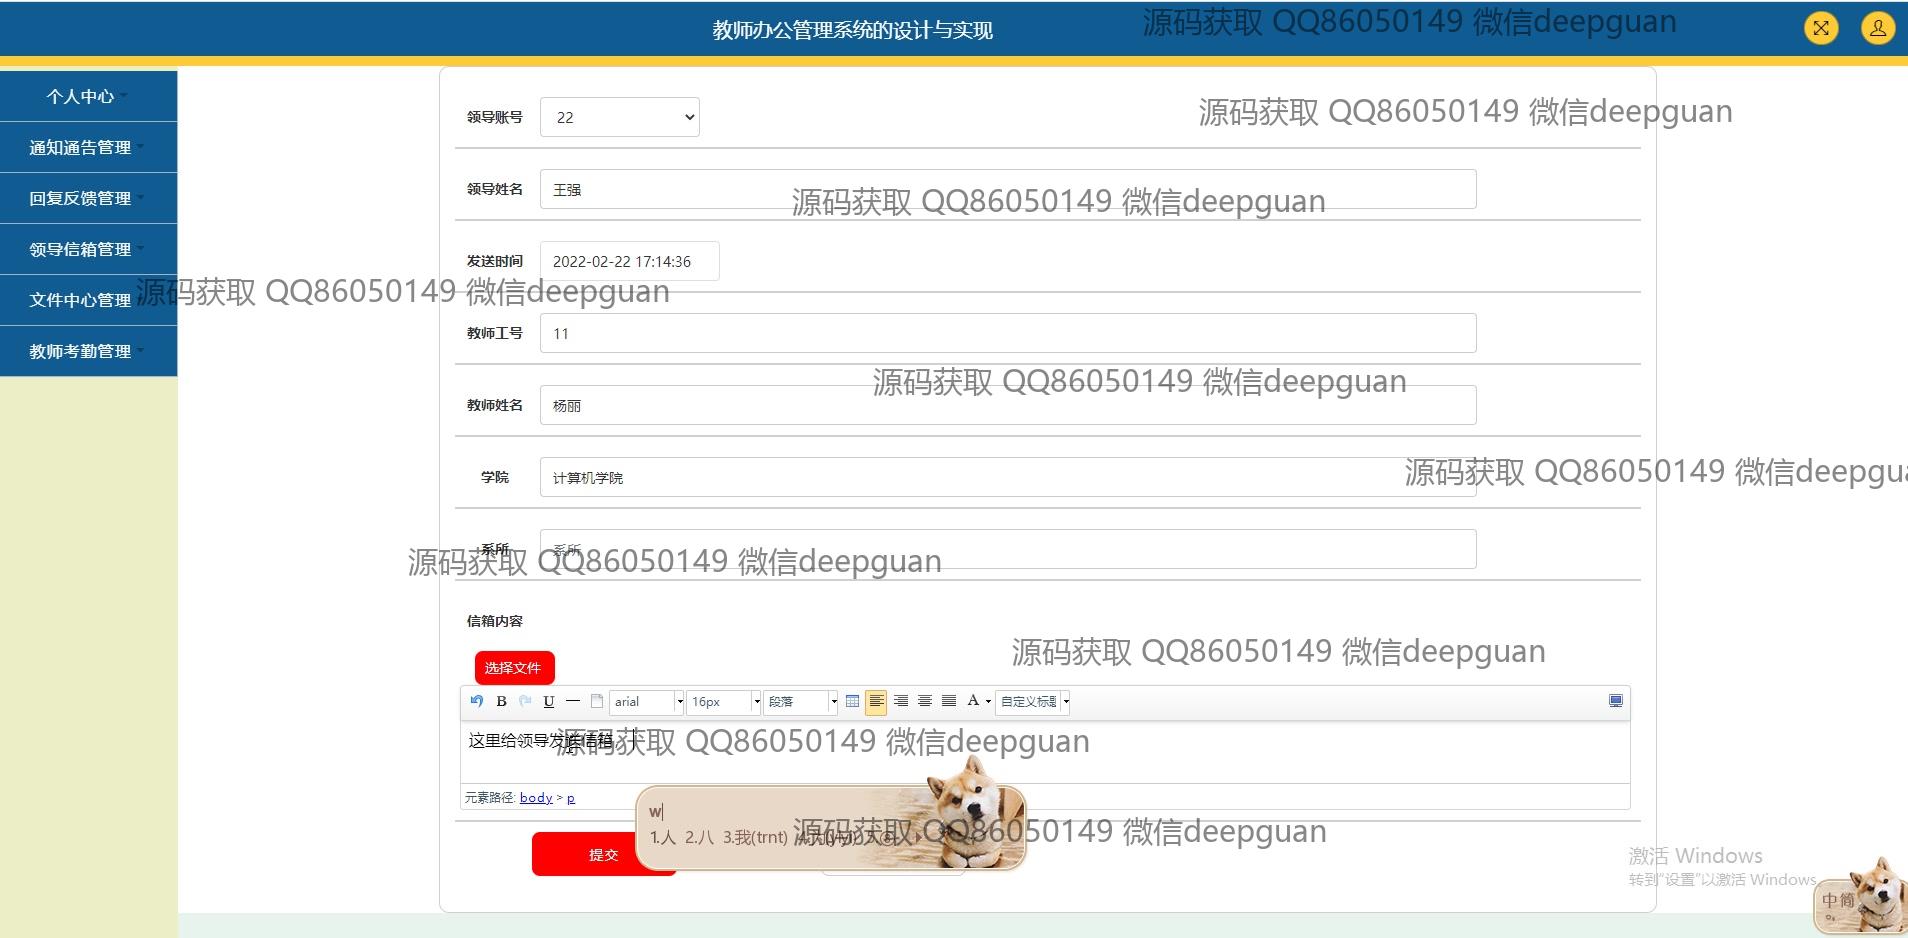 教师办公管理系统的设计与实现
源码获取 QQ86050149 微信deepguan
个人中心
通知通告管理
回复反馈管理
领导信箱管理
文件中心管理
教师考勤管理
领导账号 22
源码获取 QQ86050149 微信deepguan
领导姓名 王强
源码获取 QQ86050149 微信deepguan
发送时间 2022-02-22 17:14:36
源码获取 QQ86050149 微信deepguan
教师工号 11
源码获取 QQ86050149 微信deepguan
教师姓名 杨丽
学院 计算机学院
源码获取 QQ86050149 微信deepgua
系所 系所
源码获取 QQ86050149 微信deepguan
信箱内容
源码获取 QQ86050149 微信deepguan
选择文件
B U arial 16px 段落 A 自定义标题
这里给领导发送信箱
源码获取 QQ86050149 微信deepguan
元素路径: body > p
w
1.人 2.八 3.我(trnt)
源码获取 QQ86050149 微信deepguan
提交
激活 Windows
转到“设置”以激活 Windows
中简